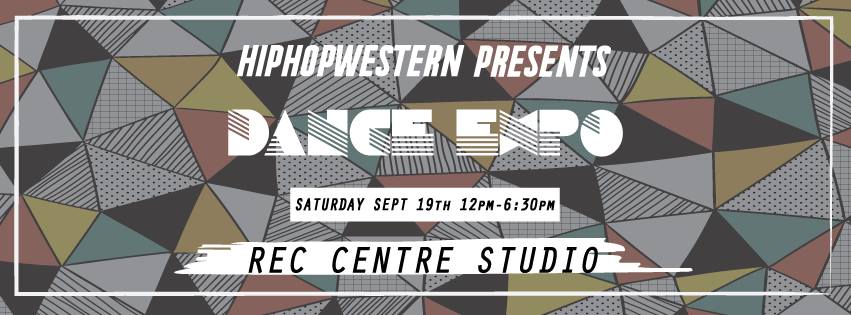 HIPHOPWESTERN PRESENTS
DANCE EXPO
SATURDAY SEPT 19TH 12PM-6:30PM
REC CENTRE STUDIO